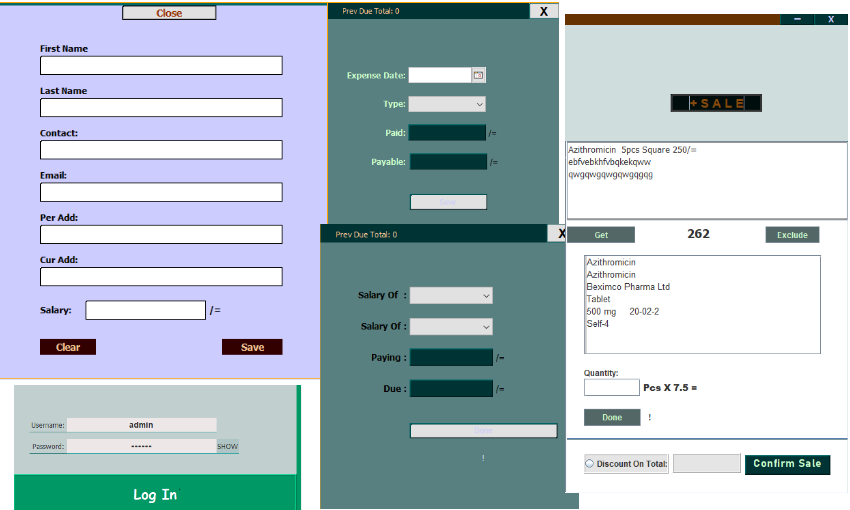 Close
First Name
Last Name
Contact:
Email:
Per Add:
Cur Add:
Salary: /=
Clear Save
Username: admin
Password: ------ SHOW
Log In
Prev Due Total: 0 X
Expense Date:
Type:
Paid: /=
Payable: /=
Save
Prev Due Total: 0 X
Salary Of :
Salary Of :
Paying : /=
Due : /=
Done
!
– X
+SALE
Azithromicin 5pcs Square 250/=
ebfvebkhfvbqkekqww
qwgqwgqwgqwgqgqg
Get 262 Exclude
Azithromicin
Azithromicin
Beximco Pharma Ltd
Tablet
500 mg 20-02-2
Self-4
Quantity:
Pcs X 7.5 =
Done !
Discount On Total: Confirm Sale